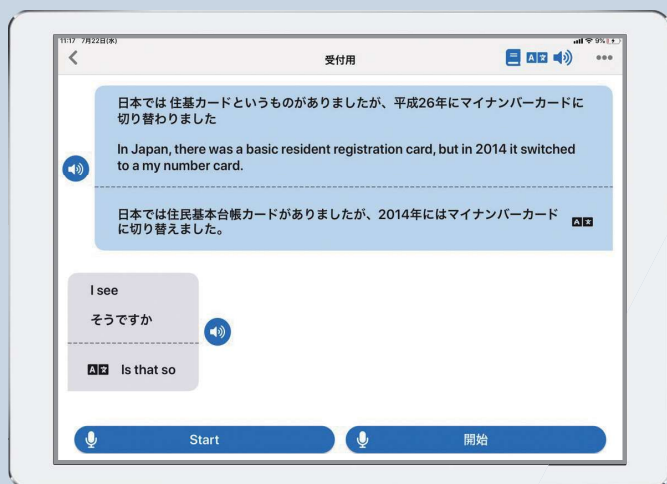 11:17 7月22日(水)
9%
受付用
日本では 住基カードというものがありましたが、平成26年にマイナンバーカードに
切り替わりました
In Japan, there was a basic resident registration card, but in 2014 it switched
to a my number card.
日本では住民基本台帳カードがありましたが、2014年にはマイナンバーカード
に切り替えました。
A文
I see
そうですか
A文 Is that so
Start
開始